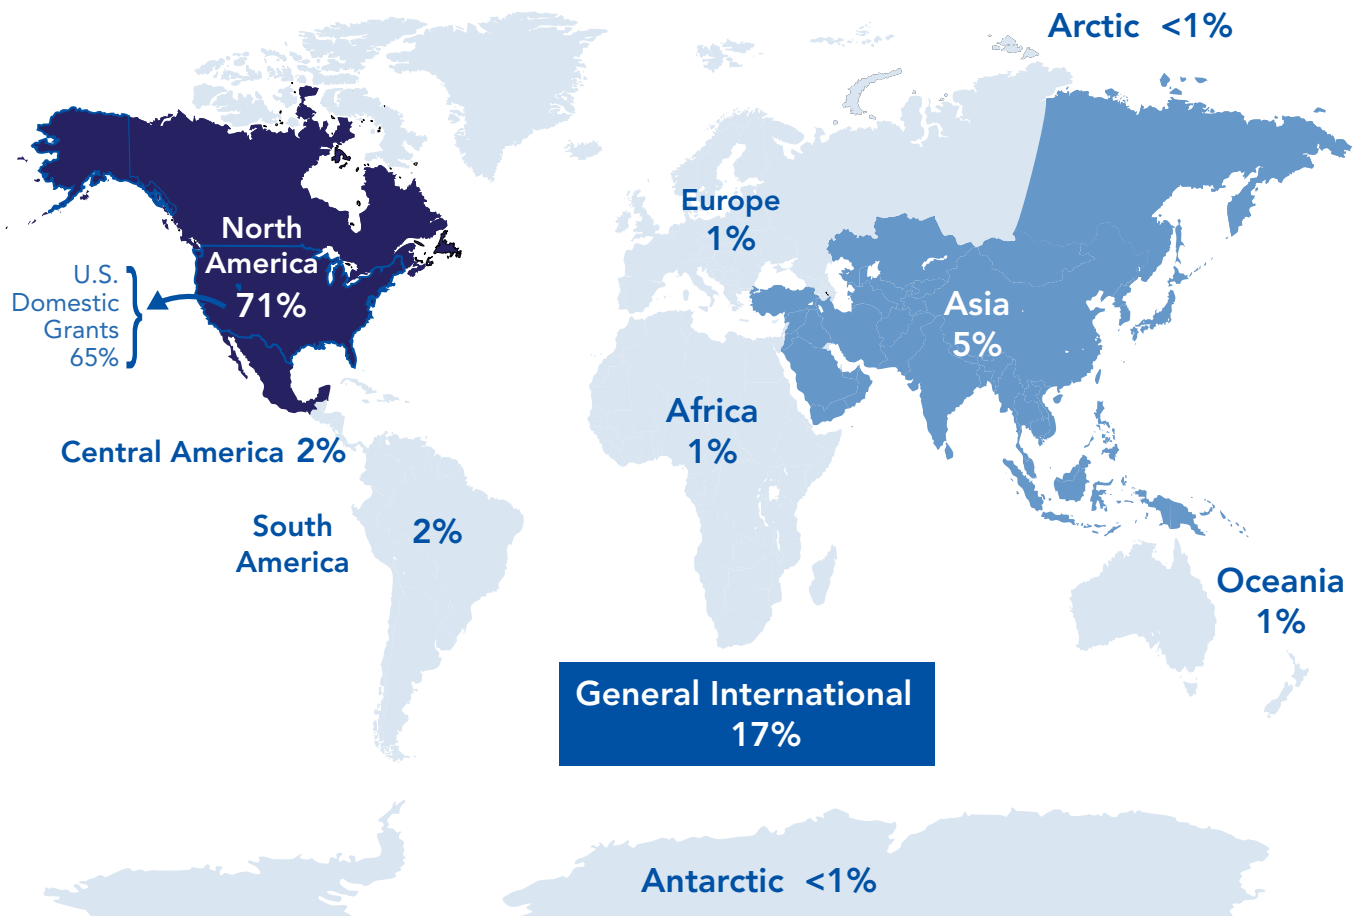 Arctic <1%
North
America
71%
U.S.
Domestic
Grants
65%
Europe
1%
Asia
5%
Africa
1%
Central America 2%
South
America
2%
Oceania
1%
General International
17%
Antarctic <1%